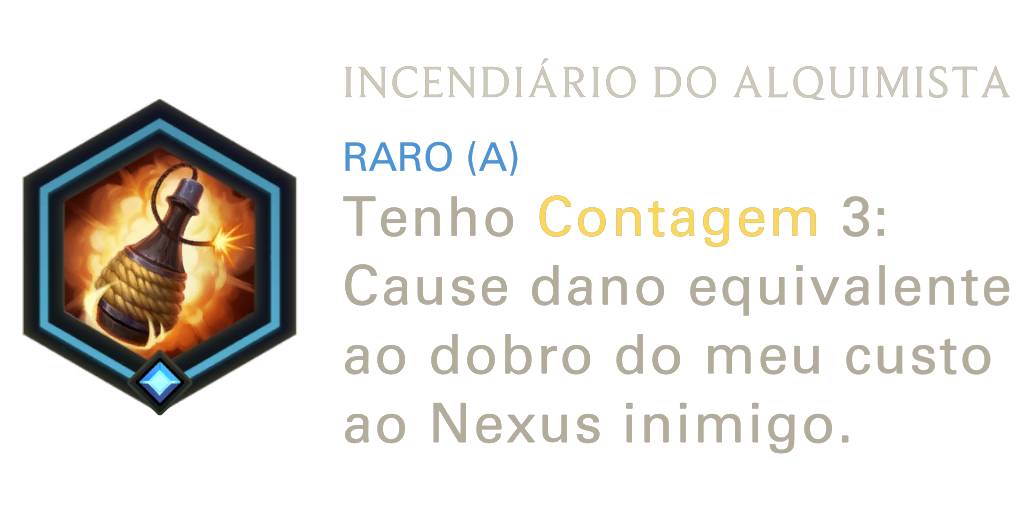 INCENDIÁRIO DO ALQUIMISTA
RARO (A)
Tenho Contagem 3:
Cause dano equivalente
ao dobro do meu custo
ao Nexus inimigo.